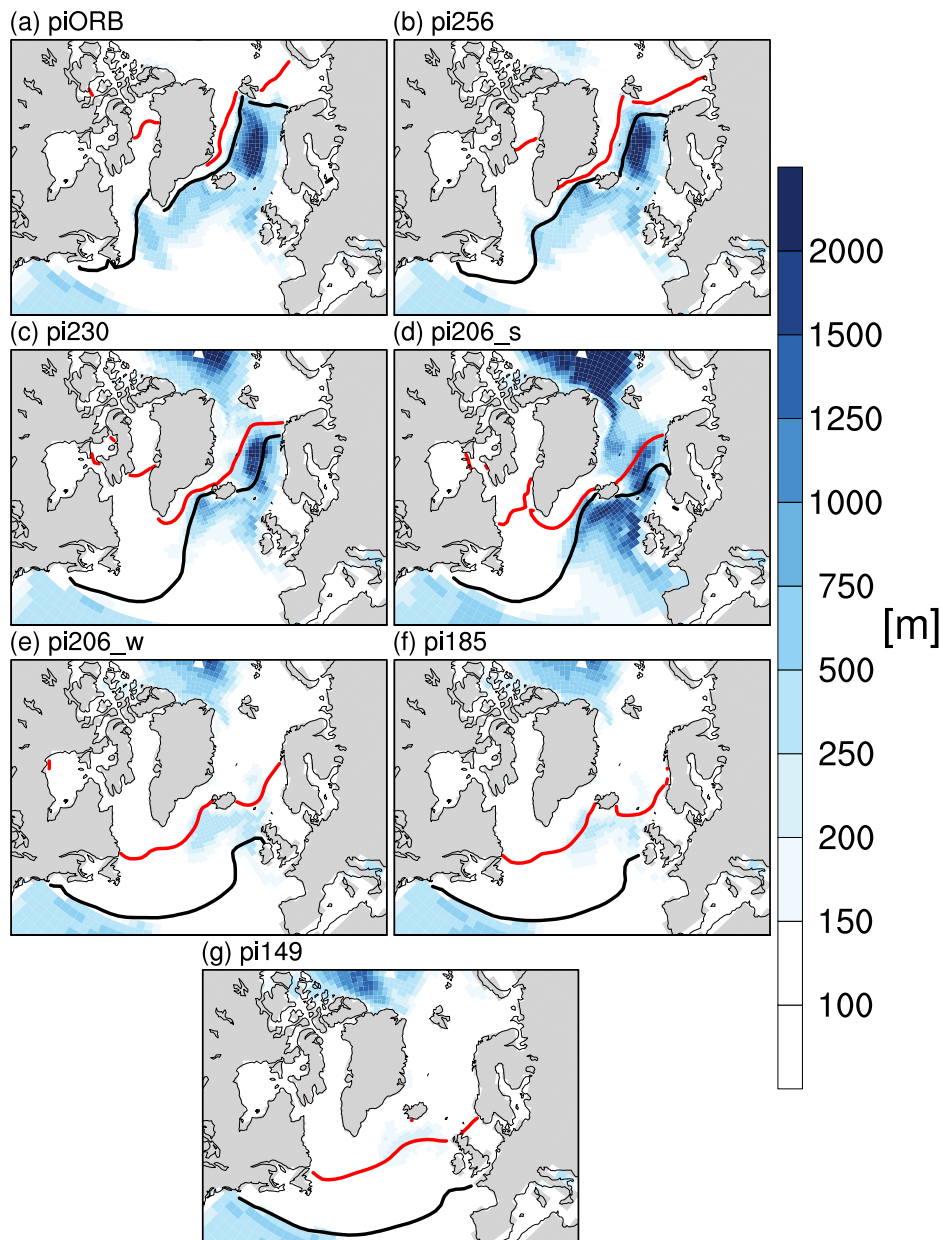 (a) piORB
(b) pi256
(c) pi230
(d) pi206_s
(e) pi206_w
(f) pi185
(g) pi149
2000
1500
1250
1000
750
500
250
200
150
100
[m]